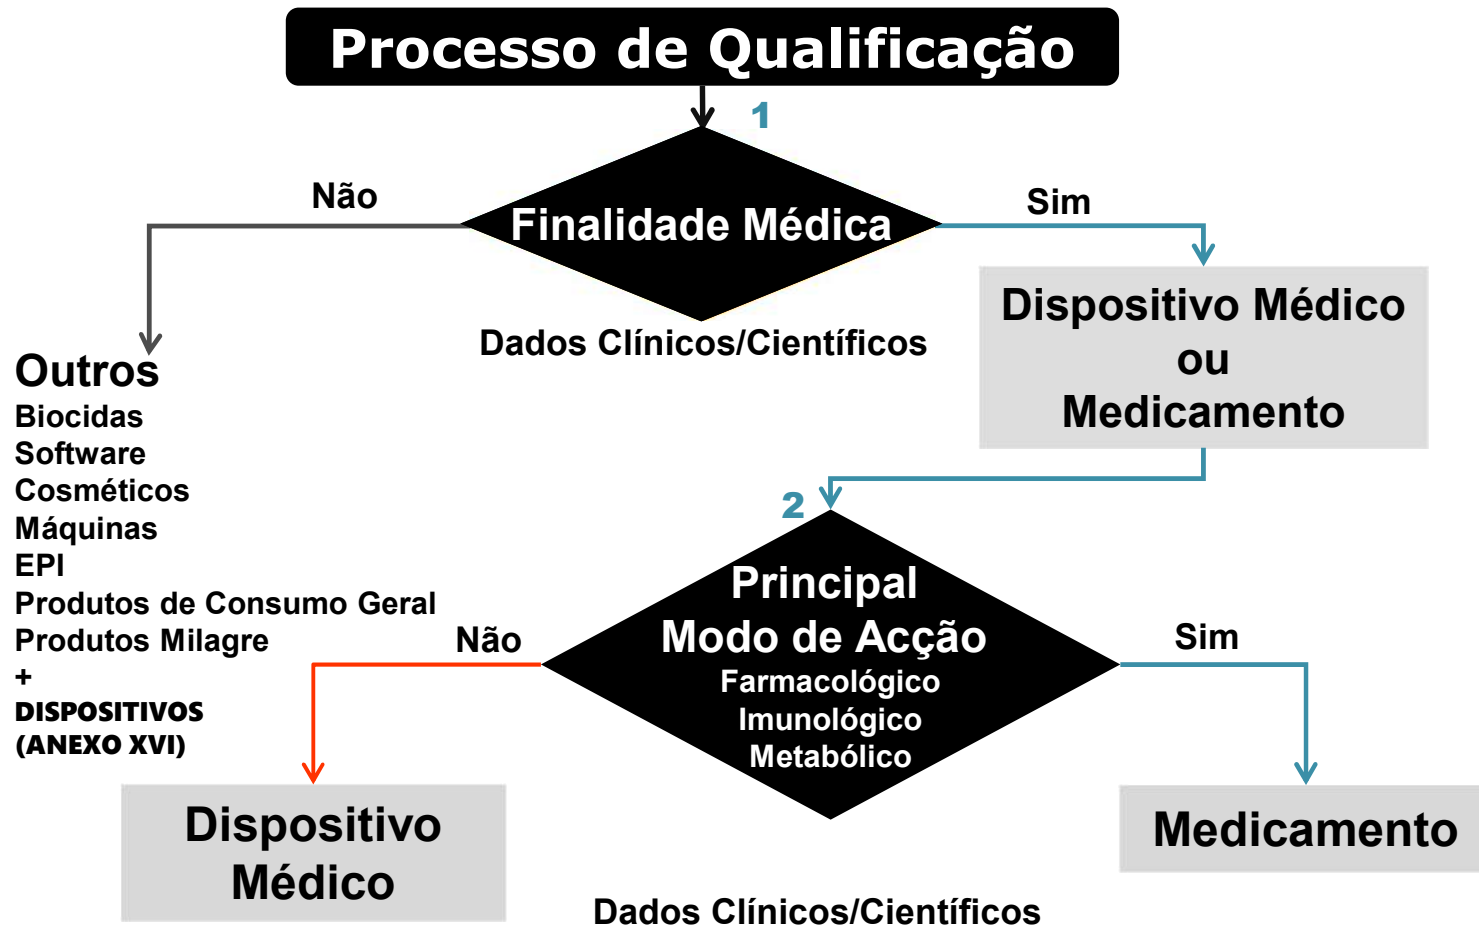 Processo de Qualificação
1
Não
Sim
Finalidade Médica
Dados Clínicos/Científicos
Dispositivo Médico
ou
Medicamento
Outros
Biocidas
Software
Cosméticos
Máquinas
EPI
Produtos de Consumo Geral
Produtos Milagre
+
DISPOSITIVOS
(ANEXO XVI)
2
Principal
Modo de Acção
Farmacológico
Imunológico
Metabólico
Não
Sim
Dispositivo
Médico
Medicamento
Dados Clínicos/Científicos